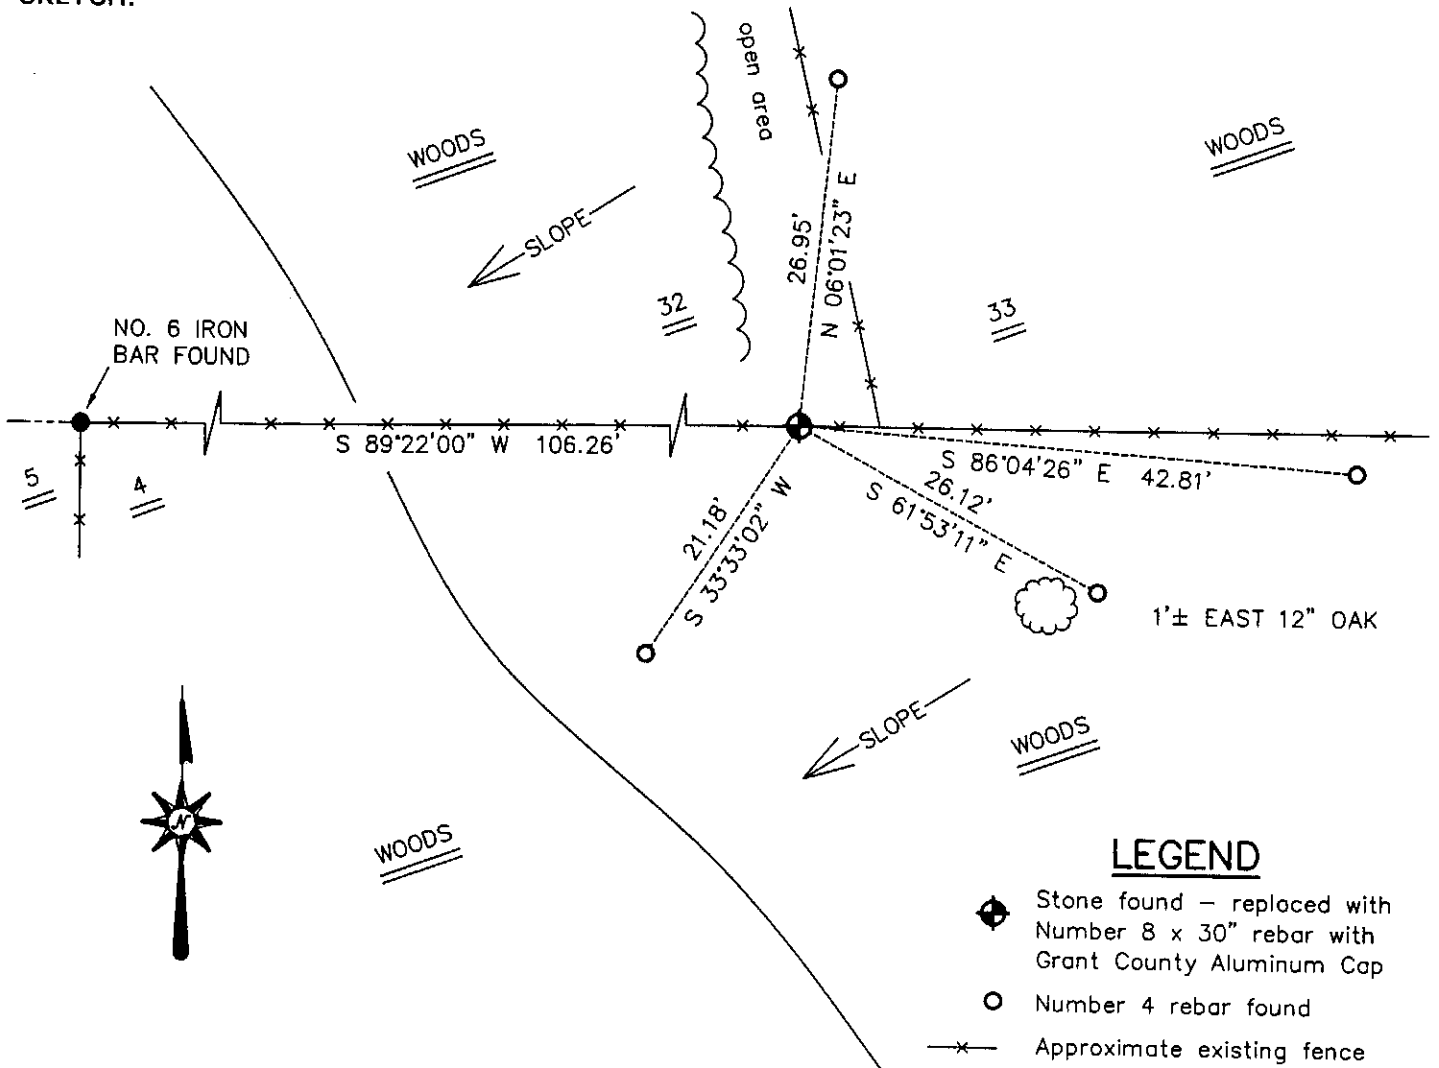 SKETCH:
open area
WOODS
WOODS
SLOPE
26.95'
N 06°01'23" E
32
33
NO. 6 IRON
BAR FOUND
S 89°22'00" W 106.26'
S 86°04'26" E 42.81'
26.12'
S 61°53'11" E
5
4
21.18'
S 33°33'02" W
1'± EAST 12" OAK
SLOPE
WOODS
N
WOODS
LEGEND
Stone found – replaced with
Number 8 x 30" rebar with
Grant County Aluminum Cap
Number 4 rebar found
Approximate existing fence